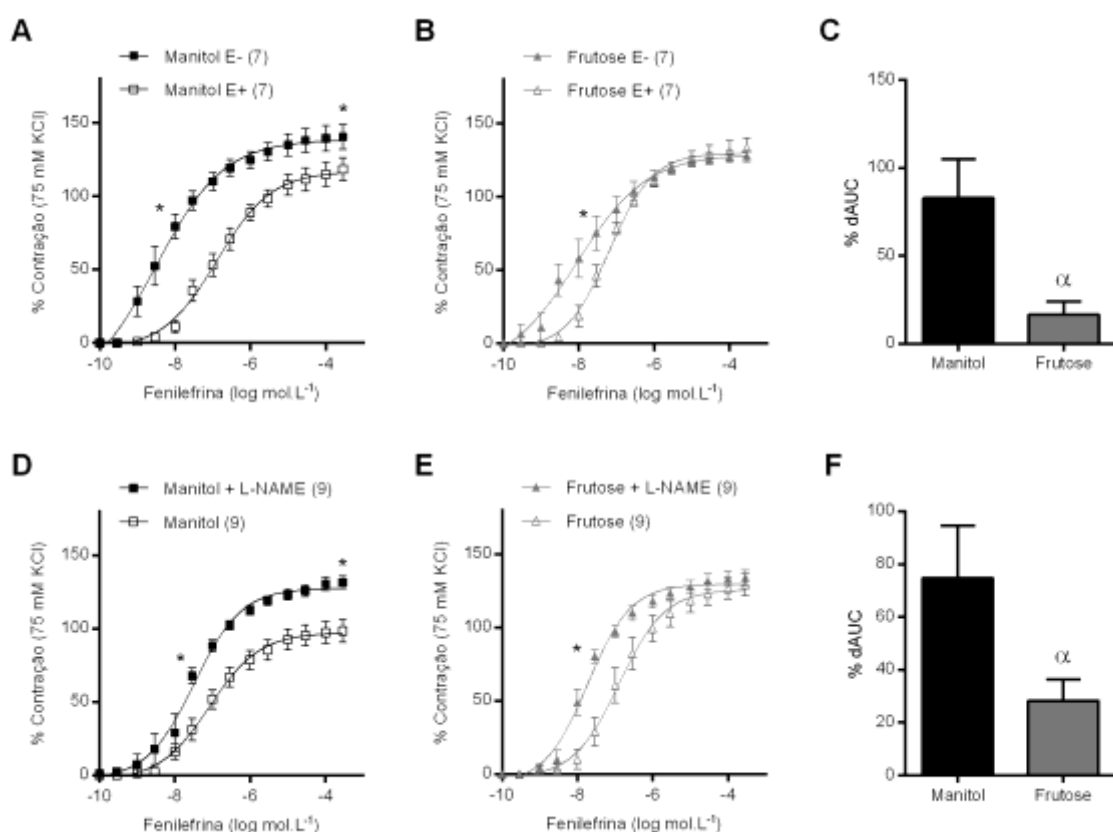 A
Manitol E- (7)
Manitol E+ (7)
% Contração (75 mM KCl)
150
100
50
0
*
*
-10
-8
-6
-4
Fenilefrina (log mol.L⁻¹)
B
Frutose E- (7)
Frutose E+ (7)
% Contração (75 mM KCl)
150
100
50
0
*
-10
-8
-6
-4
Fenilefrina (log mol.L⁻¹)
C
% dAUC
150
100
50
0
α
Manitol
Frutose
D
Manitol + L-NAME (9)
Manitol (9)
% Contração (75 mM KCl)
150
100
50
0
*
*
-10
-8
-6
-4
Fenilefrina (log mol.L⁻¹)
E
Frutose + L-NAME (9)
Frutose (9)
% Contração (75 mM KCl)
150
100
50
0
*
-10
-8
-6
-4
Fenilefrina (log mol.L⁻¹)
F
% dAUC
100
80
60
40
20
0
α
Manitol
Frutose